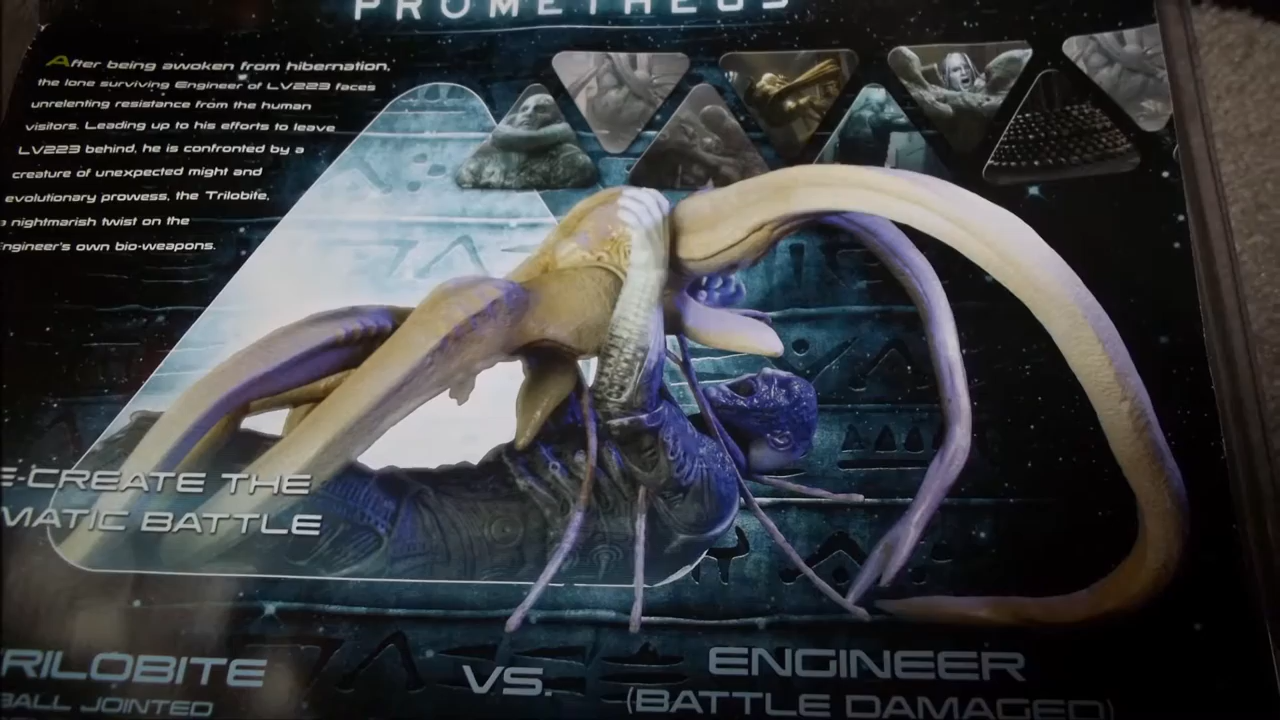 PROMETHEUS
After being awoken from hibernation,
the lone surviving Engineer of LV223 faces
unrelenting resistance from the human
visitors. Leading up to his efforts to leave
LV223 behind, he is confronted by a
creature of unexpected might and
evolutionary prowess, the Trilobite,
a nightmarish twist on the
ngineer's own bio-weapons.
E-CREATE THE
MATIC BATTLE
RILOBITE
BALL JOINTED
VS.
ENGINEER
(BATTLE DAMAGED)